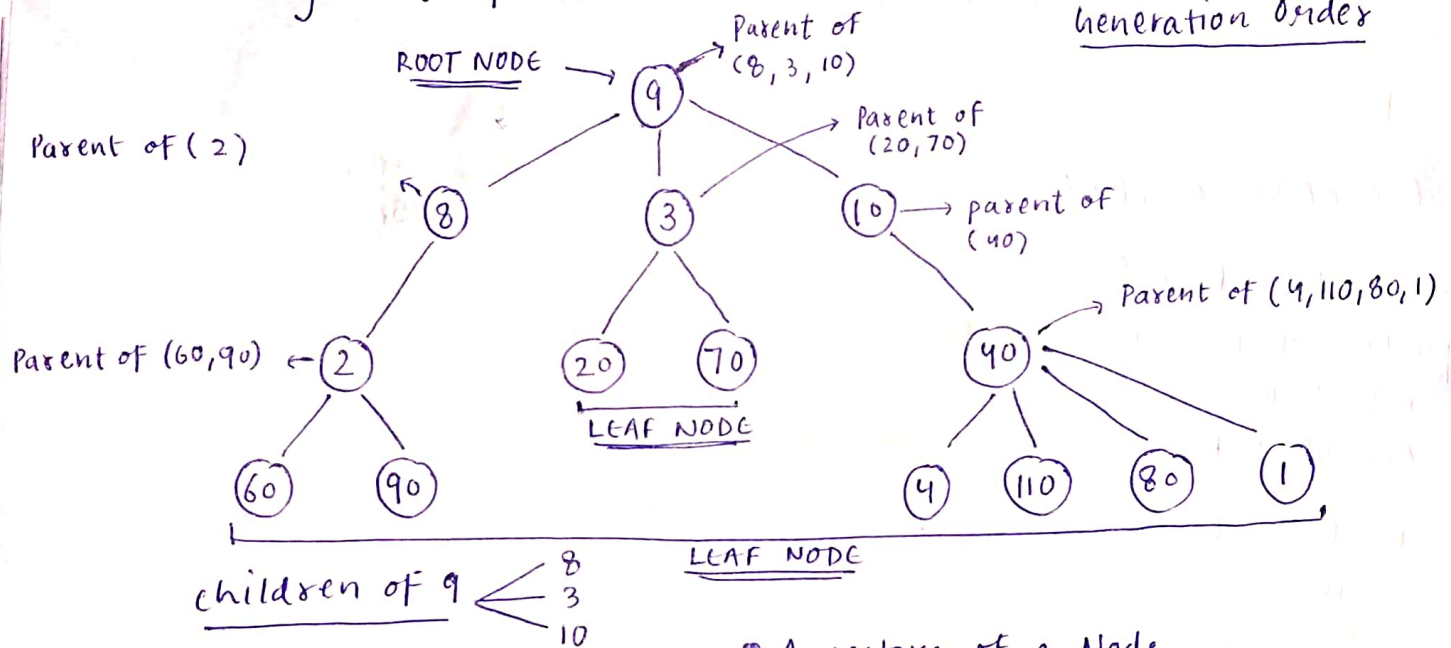 Generation Order
Parent of
(8, 3, 10)
ROOT NODE
9
Parent of
(20,70)
Parent of (2)
8
3
10
parent of
(40)
Parent of (4,110,80,1)
Parent of (60,90)
2
20
70
40
LEAF NODE
60
90
4
110
80
1
LEAF NODE
children of 9
8
3
10
of a Node